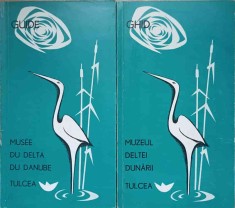 GUIDE
MUSÉE
DU DELTA
DU DANUBE
TULCEA
GHID
MUZEUL
DELTEI
DUNĂRII
TULCEA